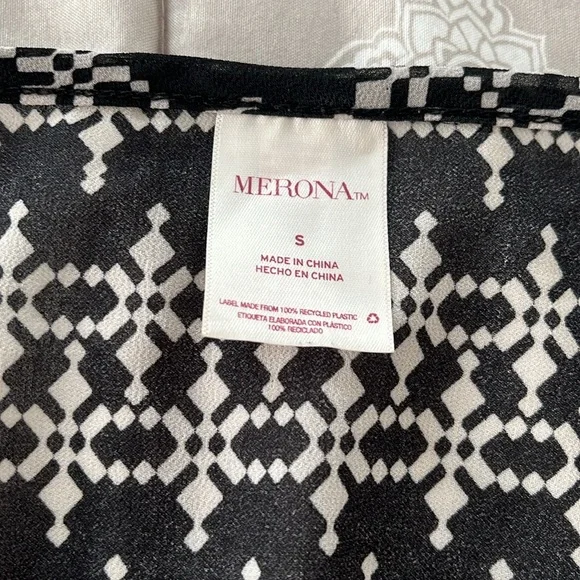 MERONA™
S
MADE IN CHINA
HECHO EN CHINA
LABEL MADE FROM 100% RECYCLED PLASTIC
ETIQUETA ELABORADA CON PLÁSTICO
100% RECICLADO